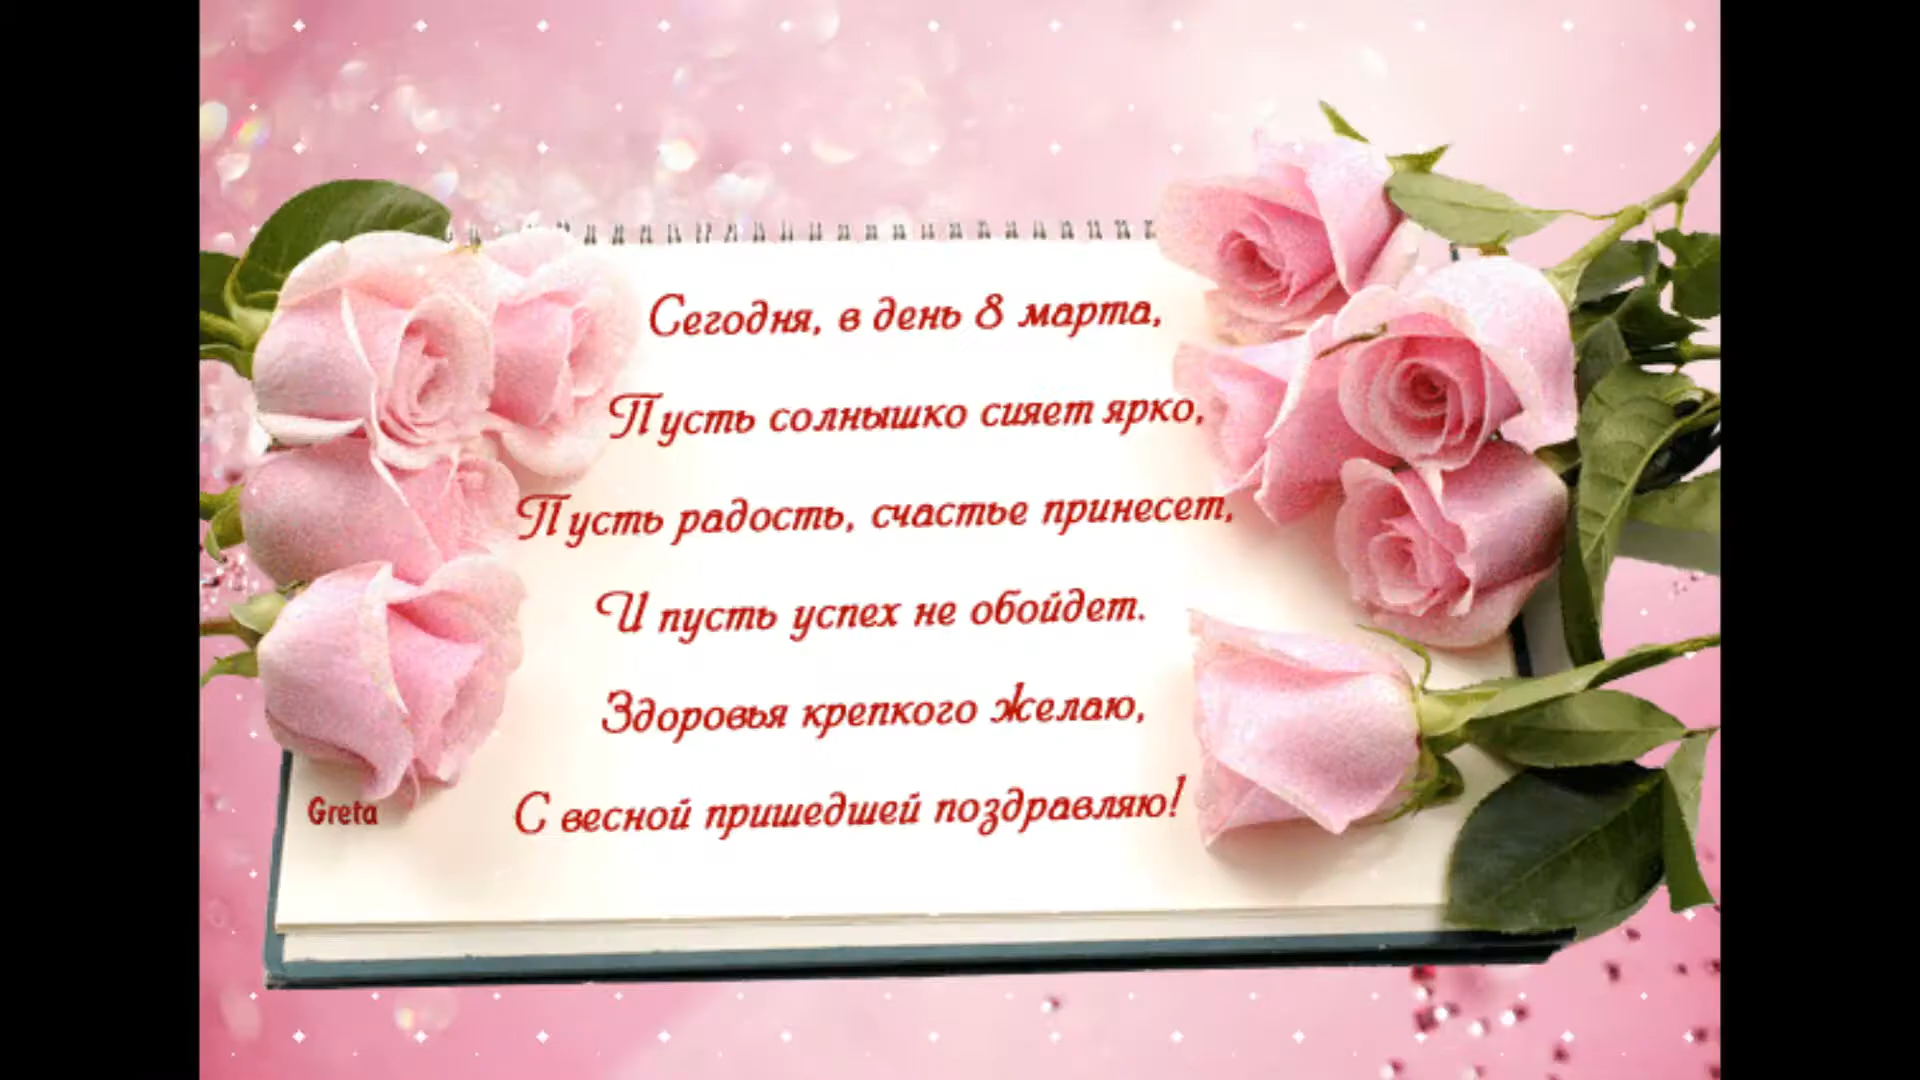 Сегодня, в день 8 марта,
Пусть солнышко сияет ярко,
Пусть радость, счастье принесет,
И пусть успех не обойдет.
Здоровья крепкого желаю,
С весной пришедшей поздравляю!
Greta